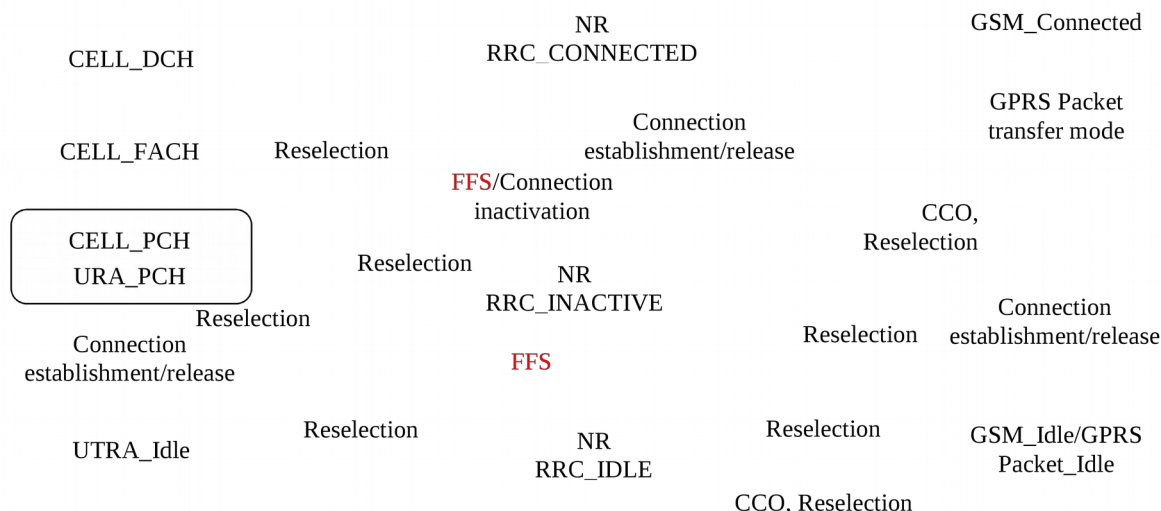 NR
RRC_CONNECTED
GSM_Connected
CELL_DCH
GPRS Packet
transfer mode
Connection
establishment/release
CELL_FACH
Reselection
FFS/Connection
inactivation
CCO,
Reselection
CELL_PCH
URA_PCH
Reselection
NR
RRC_INACTIVE
Reselection
Connection
establishment/release
Reselection
Connection
establishment/release
FFS
Reselection
Reselection
UTRA_Idle
NR
RRC_IDLE
GSM_Idle/GPRS
Packet_Idle
CCO, Reselection